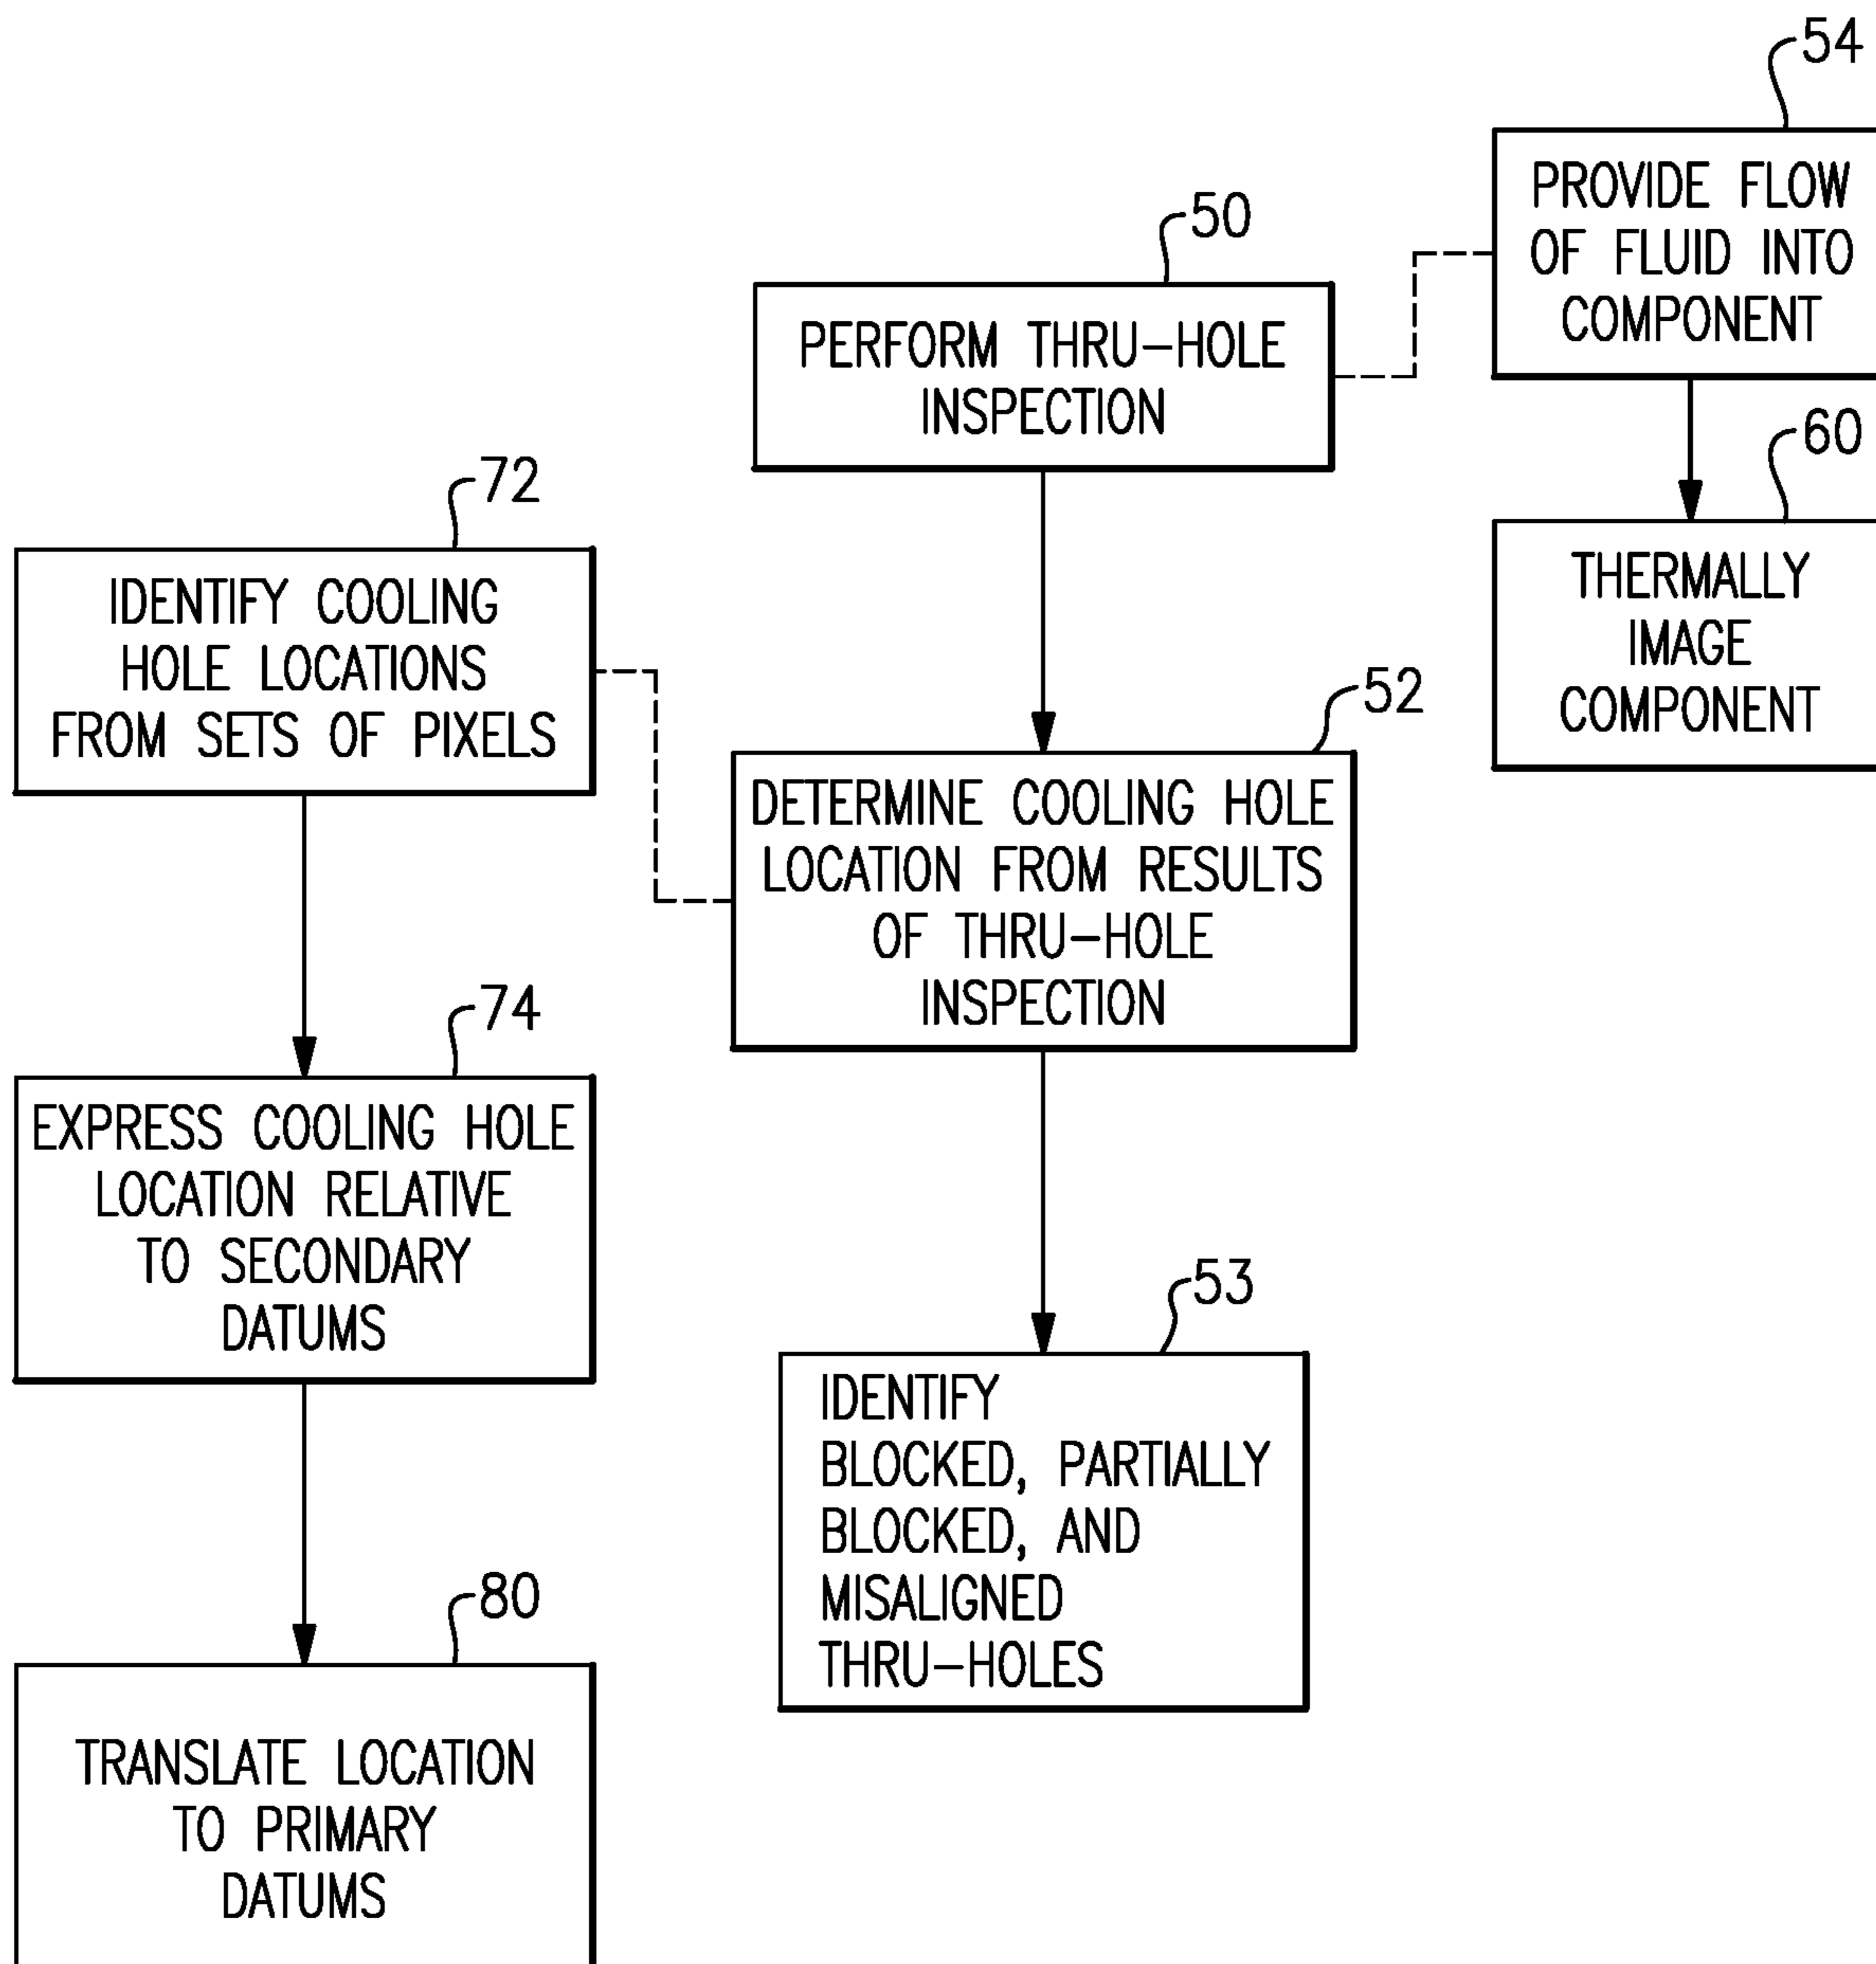 54
PROVIDE FLOW
OF FLUID INTO
COMPONENT
50
PERFORM THRU-HOLE
INSPECTION
60
THERMALLY
IMAGE
COMPONENT
72
IDENTIFY COOLING
HOLE LOCATIONS
FROM SETS OF PIXELS
52
DETERMINE COOLING HOLE
LOCATION FROM RESULTS
OF THRU-HOLE
INSPECTION
74
EXPRESS COOLING HOLE
LOCATION RELATIVE
TO SECONDARY
DATUMS
53
IDENTIFY
BLOCKED, PARTIALLY
BLOCKED, AND
MISALIGNED
THRU-HOLES
80
TRANSLATE LOCATION
TO PRIMARY
DATUMS